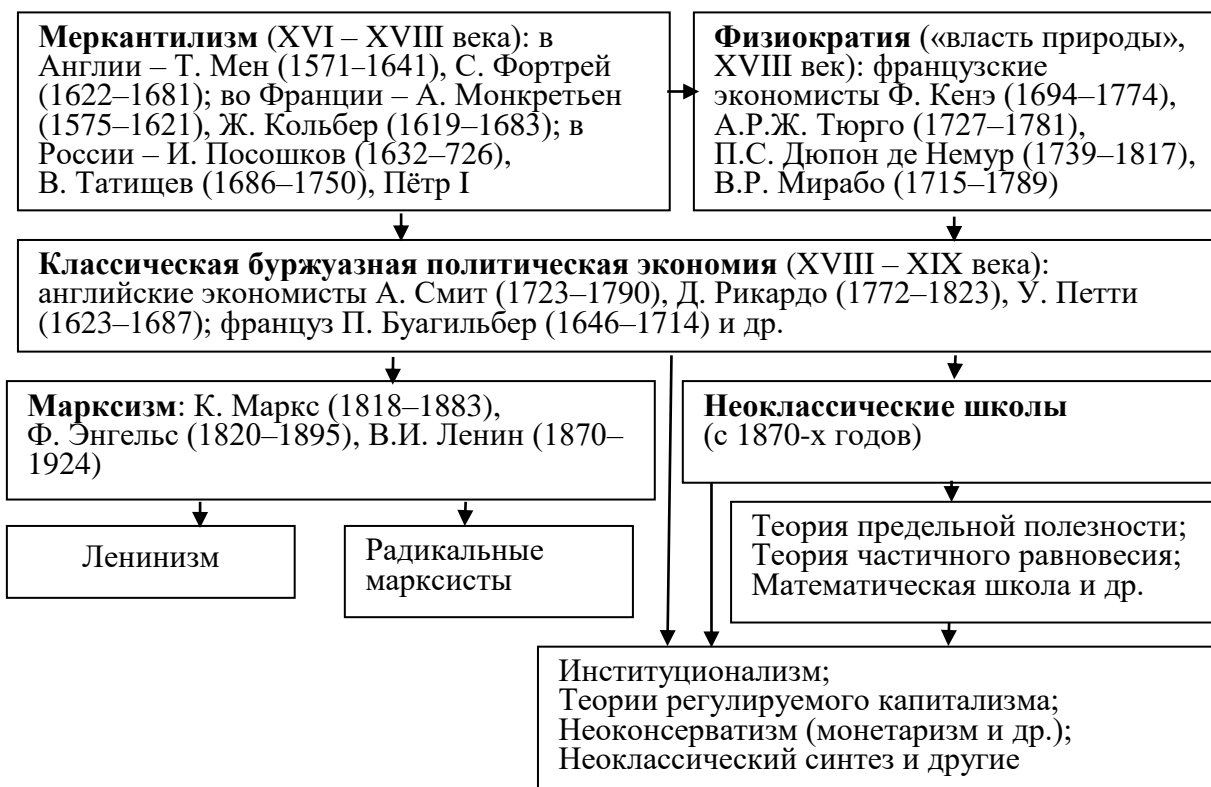 Меркантилизм (XVI – XVIII века): в
Англии – Т. Мен (1571–1641), С. Фортрей
(1622–1681); во Франции – А. Монкретьен
(1575–1621), Ж. Кольбер (1619–1683); в
России – И. Посошков (1632–726),
В. Татищев (1686–1750), Пётр I
Физиократия («власть природы»,
XVIII век): французские
экономисты Ф. Кенэ (1694–1774),
А.Р.Ж. Тюрго (1727–1781),
П.С. Дюпон де Немур (1739–1817),
В.Р. Мирабо (1715–1789)
Классическая буржуазная политическая экономия (XVIII – XIX века):
английские экономисты А. Смит (1723–1790), Д. Рикардо (1772–1823), У. Петти
(1623–1687); француз П. Буагильбер (1646–1714) и др.
Марксизм: К. Маркс (1818–1883),
Ф. Энгельс (1820–1895), В.И. Ленин (1870–
1924)
Неоклассические школы
(с 1870-х годов)
Ленинизм
Радикальные
марксисты
Теория предельной полезности;
Теория частичного равновесия;
Математическая школа и др.
Институционализм;
Теории регулируемого капитализма;
Неоконсерватизм (монетаризм и др.);
Неоклассический синтез и другие